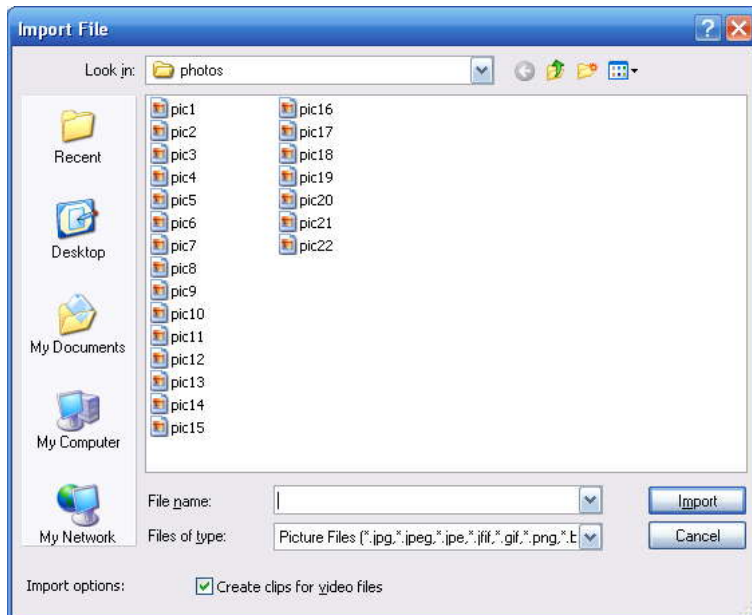 Import File
Look in: photos
Recent
Desktop
My Documents
My Computer
My Network
pic1
pic2
pic3
pic4
pic5
pic6
pic7
pic8
pic9
pic10
pic11
pic12
pic13
pic14
pic15
pic16
pic17
pic18
pic19
pic20
pic21
pic22
File name:
Import
Files of type: Picture Files (*.jpg,*.jpeg,*.jpe,*.jfif,*.gif,*.png,*.t
Cancel
Import options: Create clips for video files